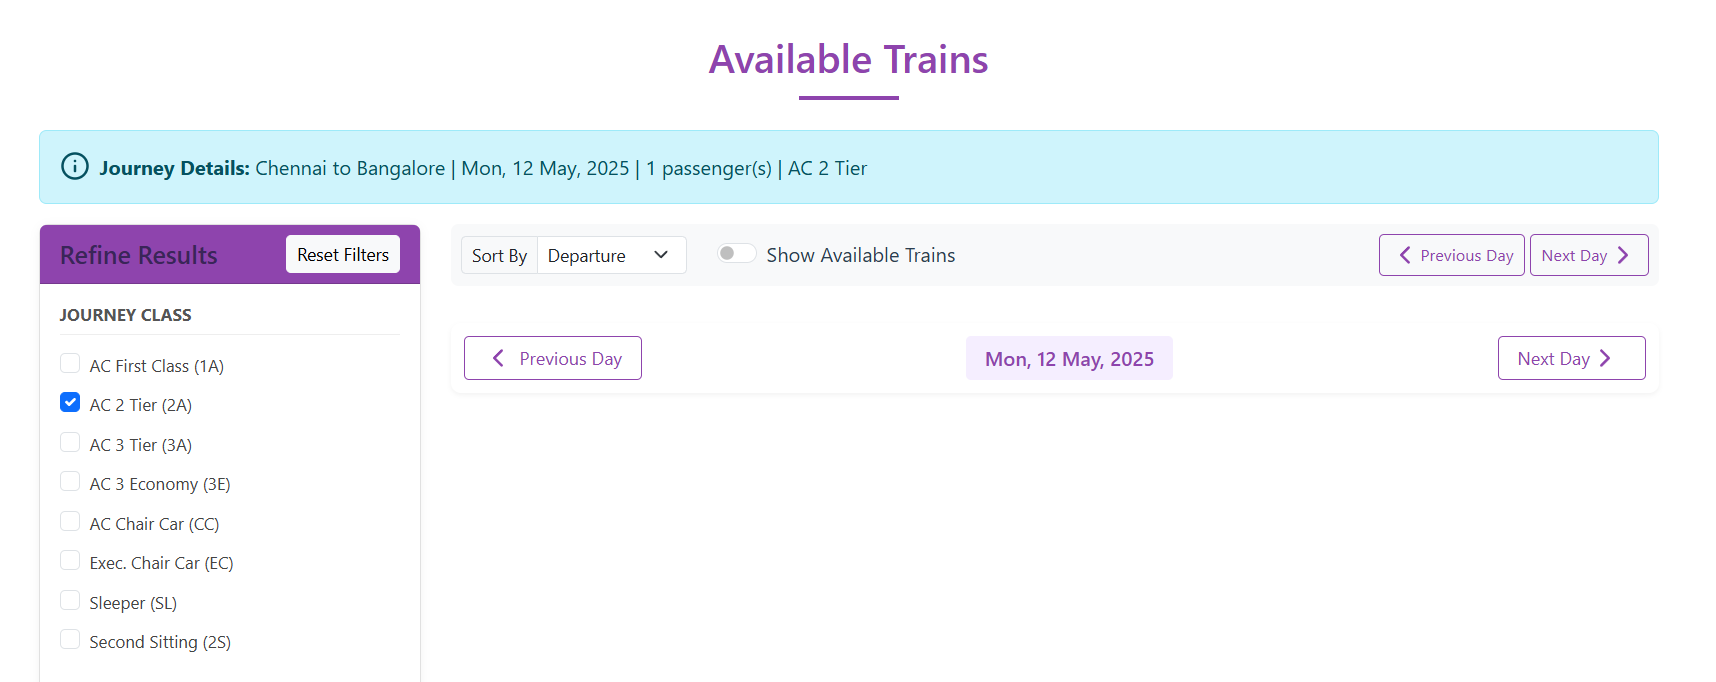 Available Trains
Journey Details: Chennai to Bangalore | Mon, 12 May, 2025 | 1 passenger(s) | AC 2 Tier
Refine Results
Reset Filters
JOURNEY CLASS
AC First Class (1A)
AC 2 Tier (2A)
AC 3 Tier (3A)
AC 3 Economy (3E)
AC Chair Car (CC)
Exec. Chair Car (EC)
Sleeper (SL)
Second Sitting (2S)
Sort By Departure
Show Available Trains
Previous Day
Next Day
Previous Day
Mon, 12 May, 2025
Next Day